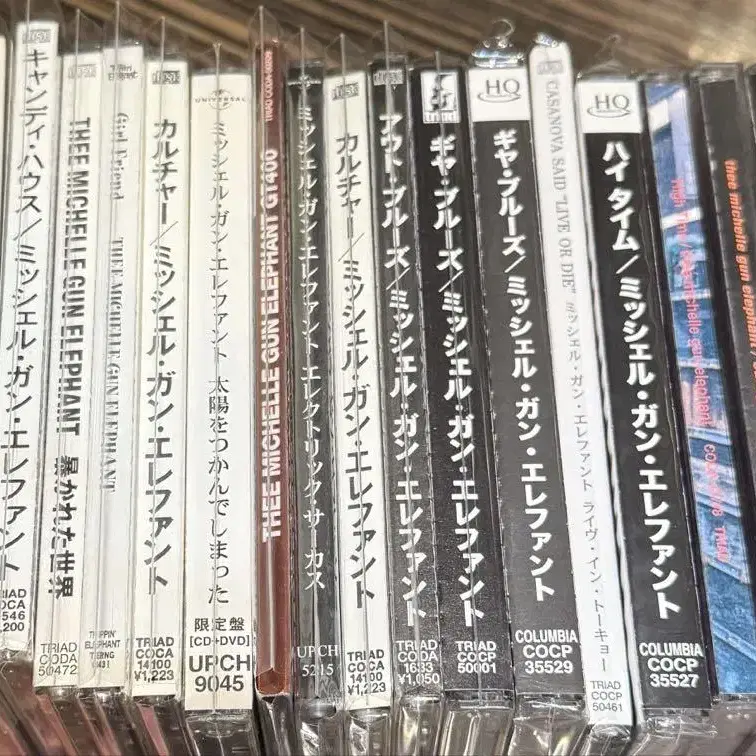 キャンディ・ハウス/ミッシェル・ガン・エレファント
TRIAD
THEE MICHELLE GUN ELEPHANT 暴かれた世界
TRIAD
CODA
50472
Girl Friend THEE MICHELLE GUN ELEPHANT
カルチャー/ミッシェル・ガン・エレファント
TRIAD
COCA
14100
¥1,223
UNIVERSAL
ミッシェル・ガン・エレファント 太陽をつかんでしまった
限定盤
[CD+DVD]
UPCH
9045
THEE MICHELLE GUN ELEPHANT GT400
ミッシェル・ガン・エレファント エレクトリック・サーカス
UPCH
5215
カルチャー/ミッシェル・ガン・エレファント
TRIAD
COCA
14100
¥1,223
アウト・ブルーズ/ミッシェル・ガン・エレファント
TRIAD
CODA
1633
¥1,050
ギヤ・ブルーズ/ミッシェル・ガン・エレファント
TRIAD
COCP
50001
HQ
ギヤ・ブルーズ/ミッシェル・ガン・エレファント
COLUMBIA
COCP
35529
CASANOVA SAID "LIVE OR DIE" ミッシェル・ガン・エレファント ライヴ・イン・トーキョー
TRIAD
COCP
50461
HQ
ハイ タイム/ミッシェル・ガン・エレファント
COLUMBIA
COCP
35527
High Time thee michelle gun elephant
TRIAD
thee michelle gun elephant